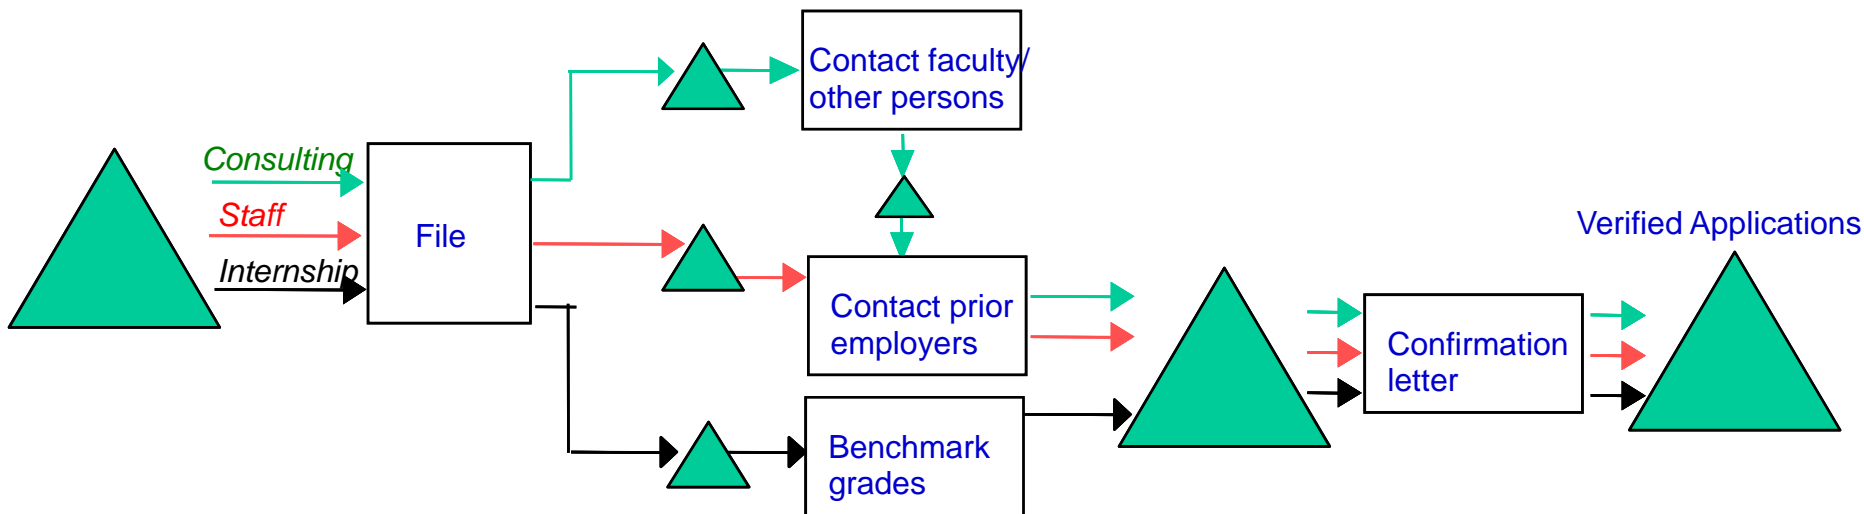 Contact faculty/
other persons
Consulting
Staff
Internship
File
Verified Applications
Contact prior
employers
Confirmation
letter
Benchmark
grades